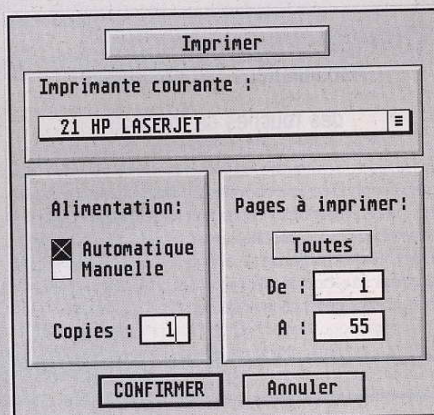 Imprimer
Imprimante courante :
21 HP LASERJET
Alimentation:
Automatique
Manuelle
Copies : 1
Pages à imprimer:
Toutes
De : 1
A : 55
CONFIRMER
Annuler